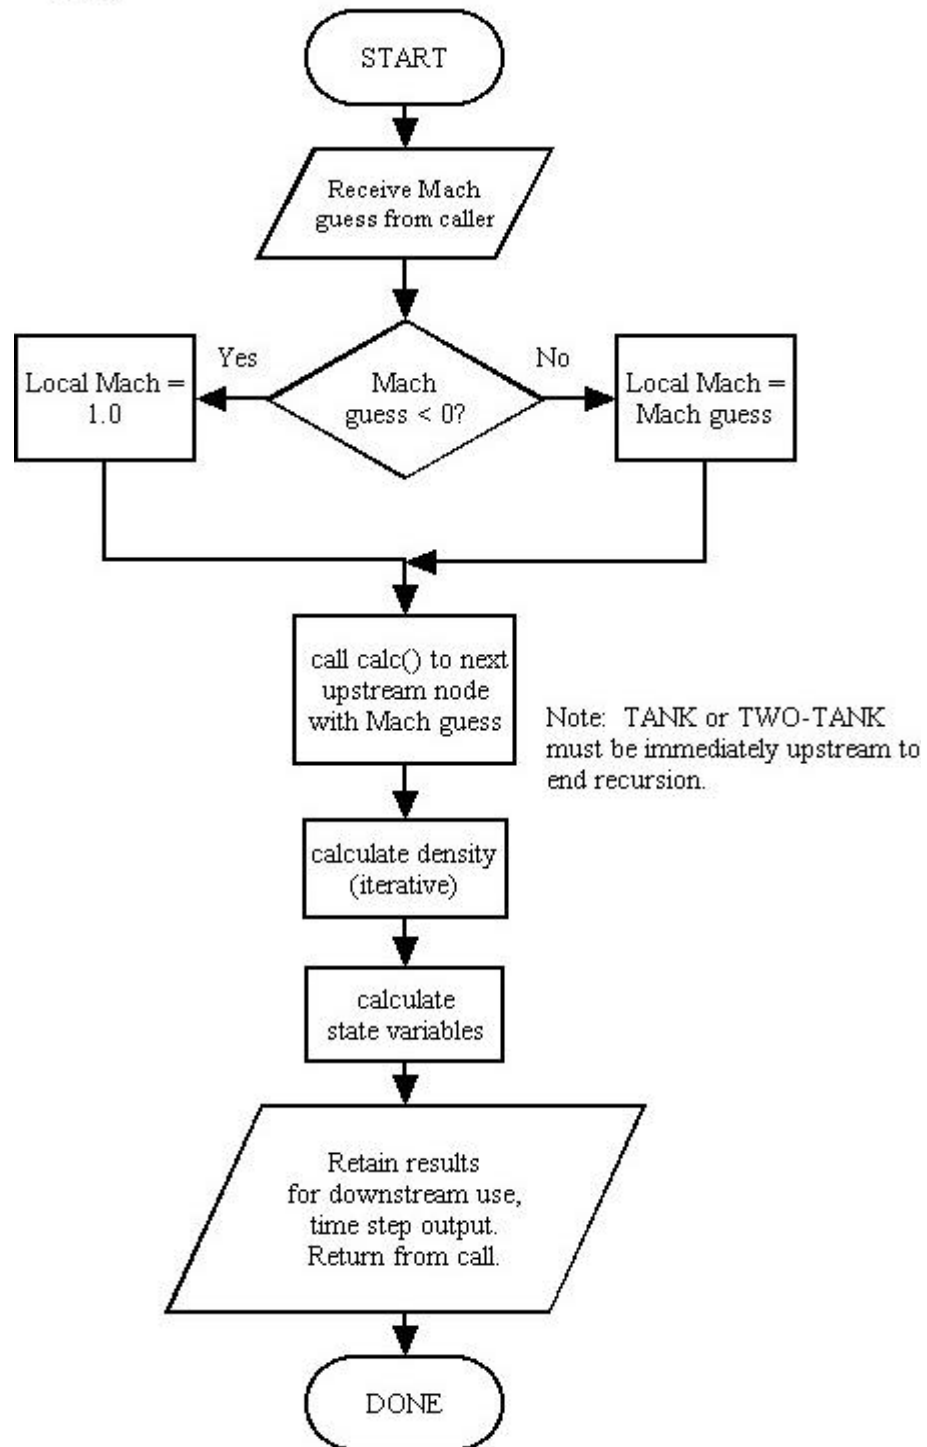 START
Receive Mach
guess from caller
Yes
No
Local Mach =
1.0
Mach
guess < 0?
Local Mach =
Mach guess
call calc() to next
upstream node
with Mach guess
Note: TANK or TWO-TANK
must be immediately upstream to
end recursion.
calculate density
(iterative)
calculate
state variables
Retain results
for downstream use,
time step output.
Return from call.
DONE